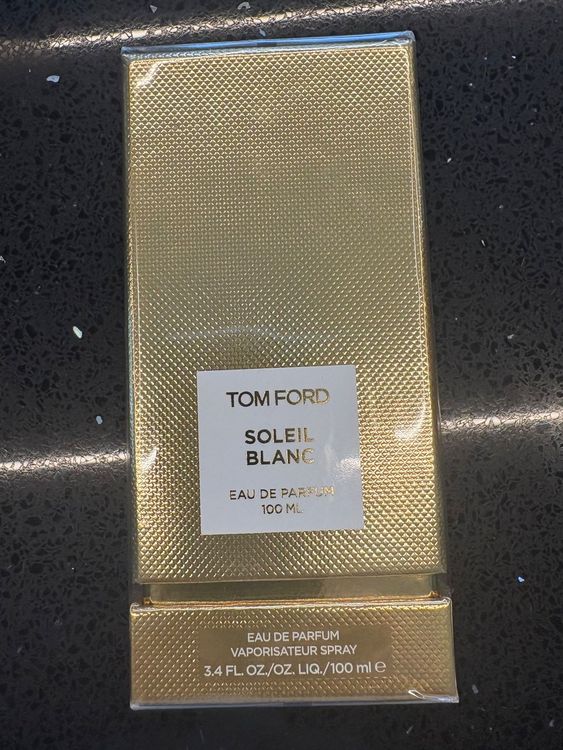 TOM FORD
SOLEIL
BLANC
EAU DE PARFUM
100 ML
EAU DE PARFUM
VAPORISATEUR SPRAY
3.4 FL. OZ./OZ. LIQ./100 ml ℮